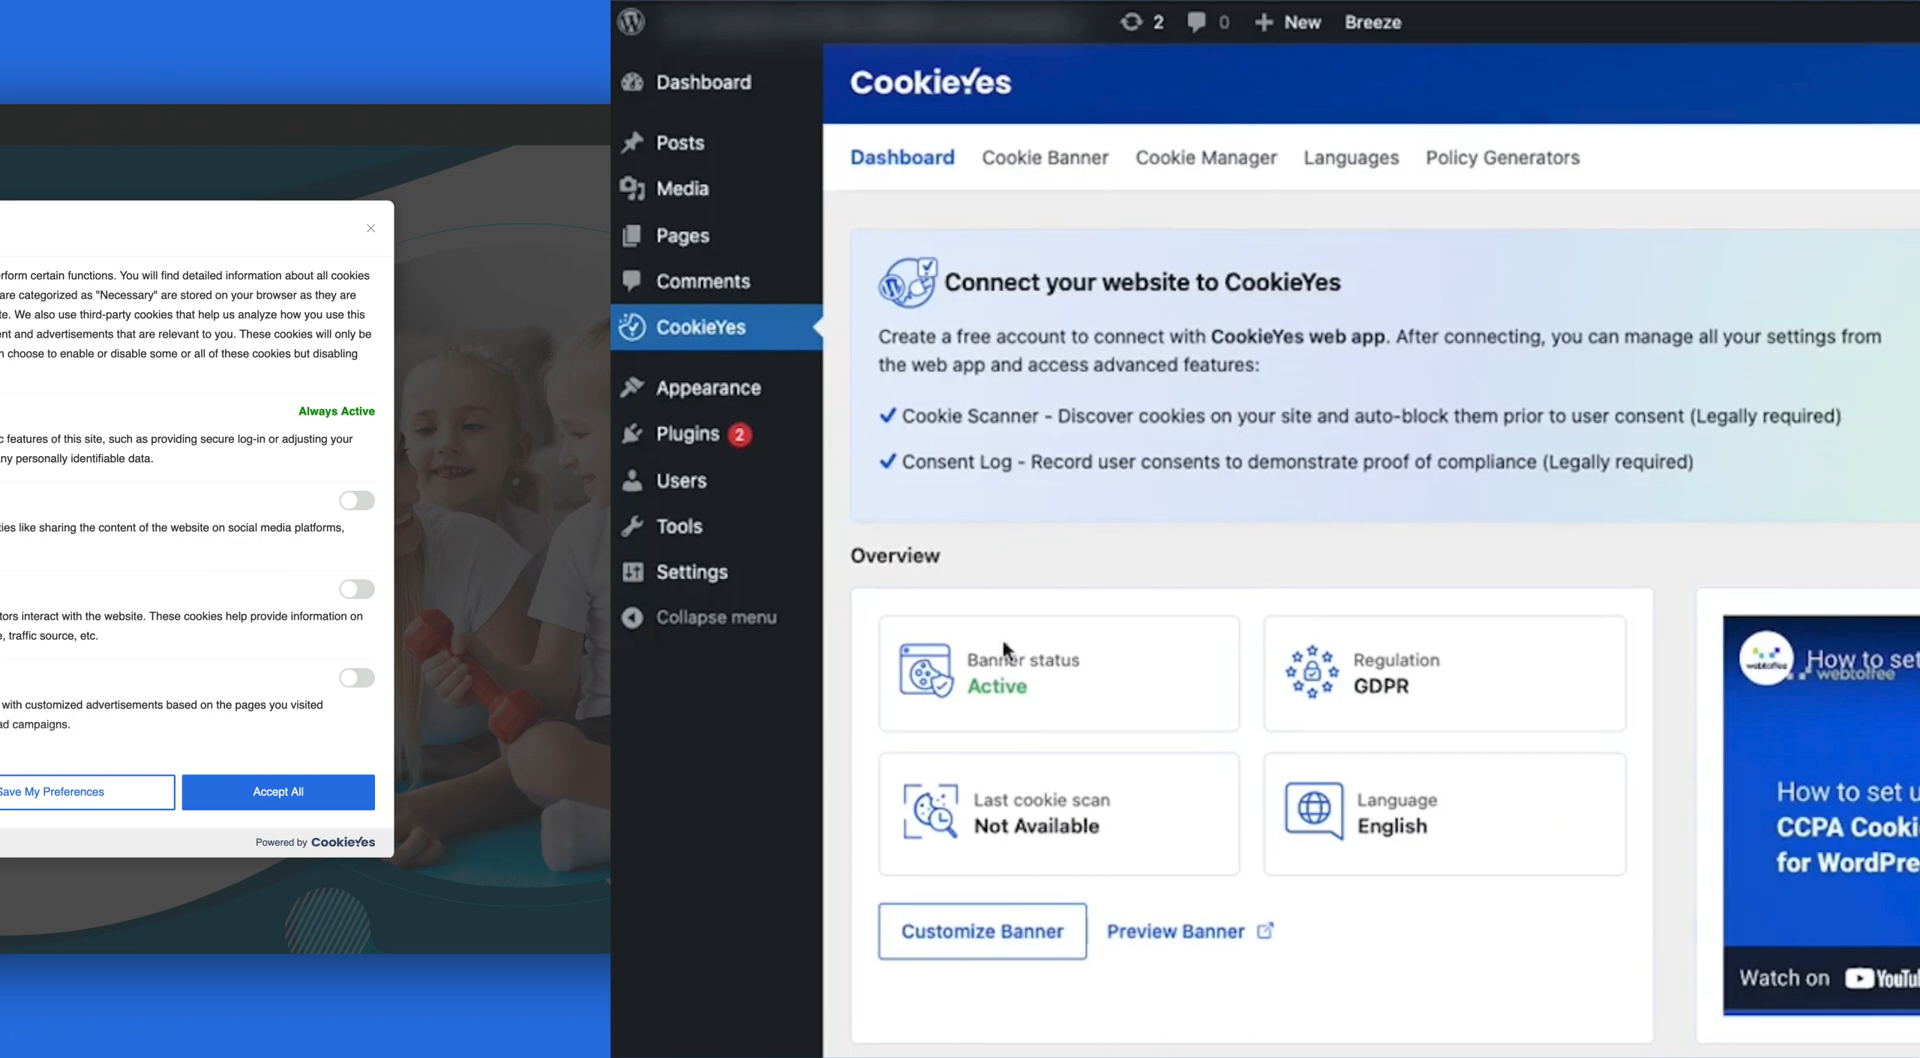 rform certain functions. You will find detailed information about all cookies
are categorized as "Necessary" are stored on your browser as they are
te. We also use third-party cookies that help us analyze how you use this
ent and advertisements that are relevant to you. These cookies will only be
n choose to enable or disable some or all of these cookies but disabling
Always Active
c features of this site, such as providing secure log-in or adjusting your
ny personally identifiable data.
ties like sharing the content of the website on social media platforms,
tors interact with the website. These cookies help provide information on
e, traffic source, etc.
with customized advertisements based on the pages you visited
ad campaigns.
Save My Preferences
Accept All
Powered by CookieYes
2
0
New
Breeze
Dashboard
Posts
Media
Pages
Comments
CookieYes
Appearance
Plugins 2
Users
Tools
Settings
Collapse menu
CookieYes
Dashboard Cookie Banner Cookie Manager Languages Policy Generators
Connect your website to CookieYes
Create a free account to connect with CookieYes web app. After connecting, you can manage all your settings from
the web app and access advanced features:
Cookie Scanner - Discover cookies on your site and auto-block them prior to user consent (Legally required)
Consent Log - Record user consents to demonstrate proof of compliance (Legally required)
Overview
Banner status
Active
Regulation
GDPR
Last cookie scan
Not Available
Language
English
Customize Banner
Preview Banner
webtoffee
How to set
webtoffee
How to set u
CCPA Cooki
for WordPre
Watch on YouTu